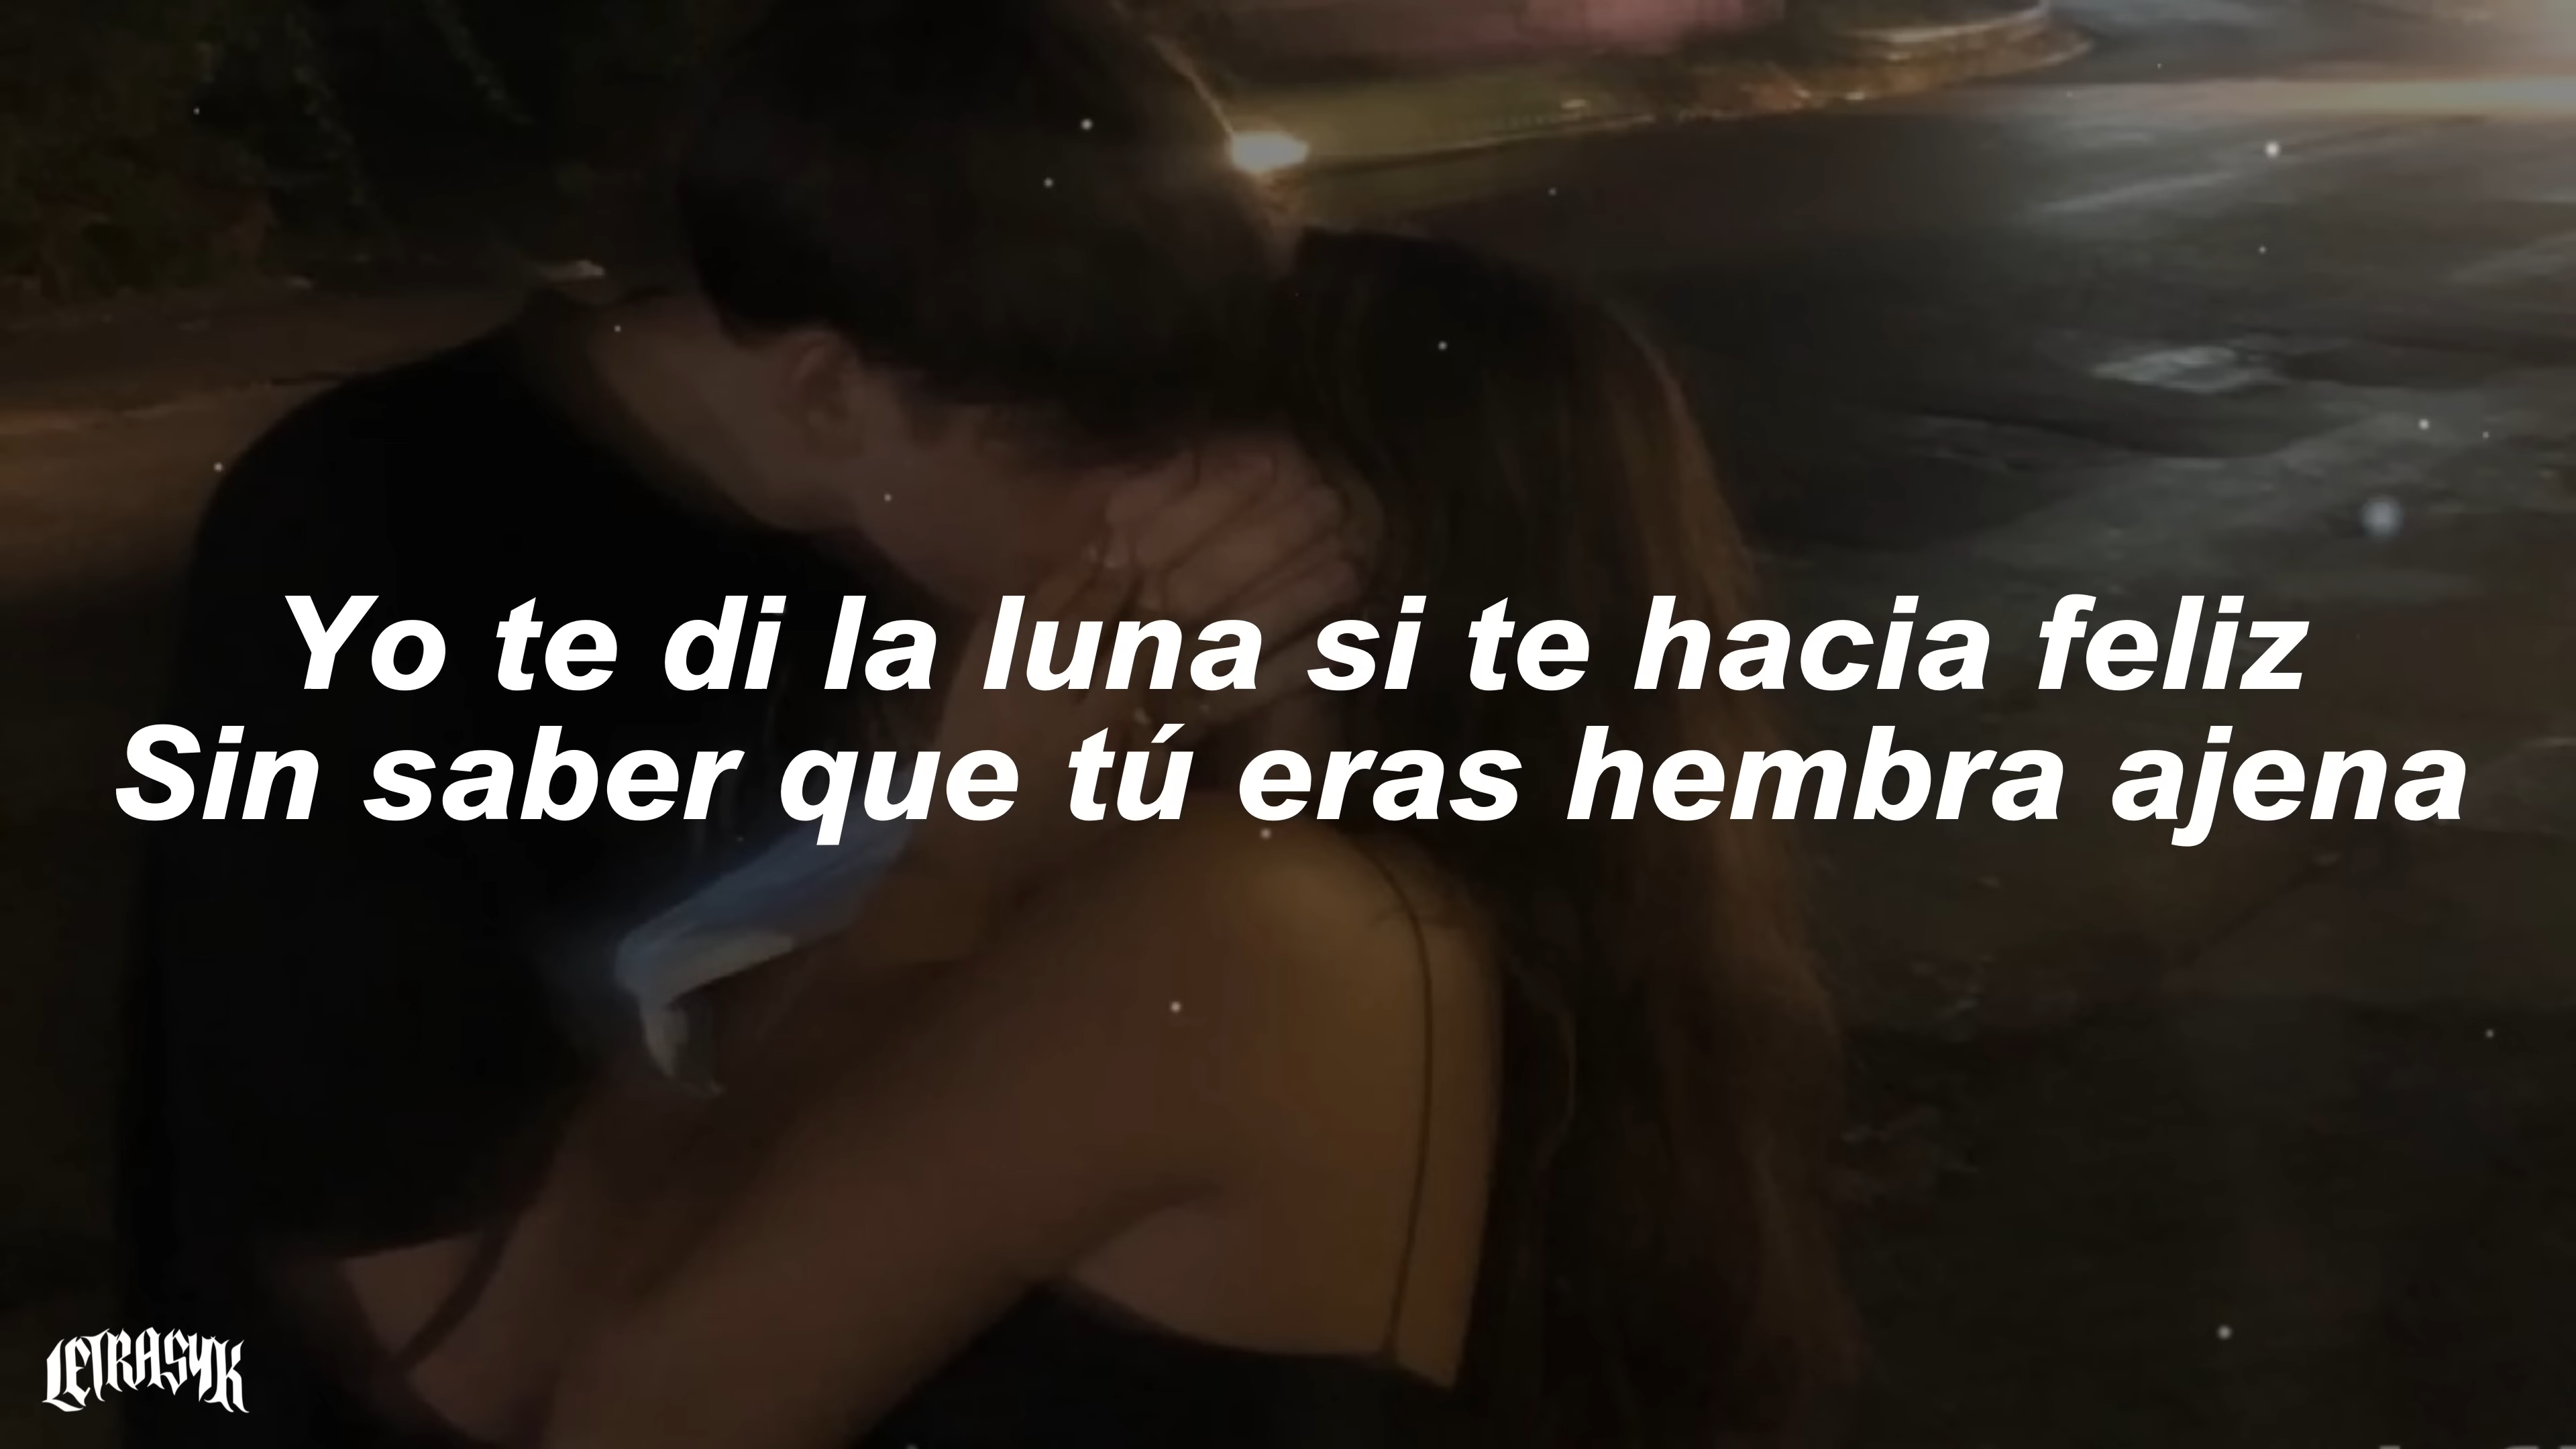 Yo te di la luna si te hacia feliz
Sin saber que tú eras hembra ajena
LETRASYK